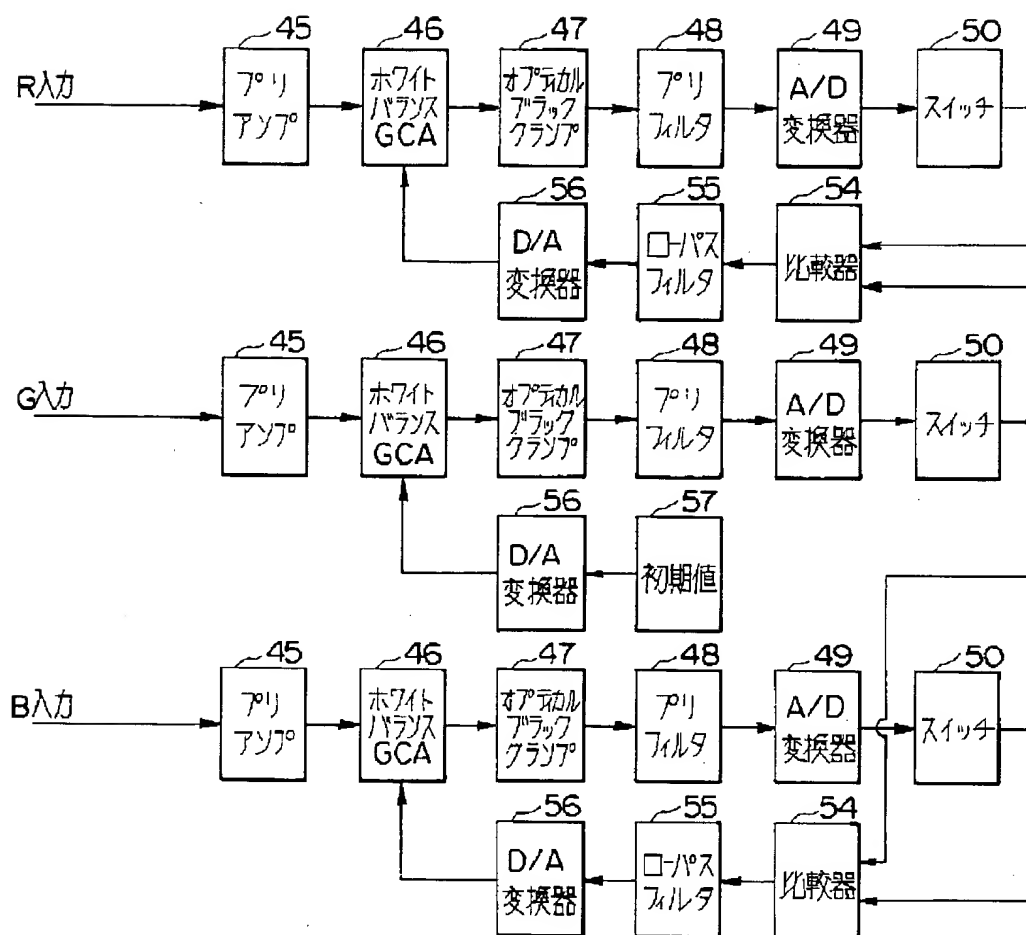 45 46 47 48 49 50
R入力
プリ
アンプ
ホワイト
バランス
GCA
オプティカル
ブラック
クランプ
プリ
フィルタ
A/D
変換器
スイッチ
56 55 54
D/A
変換器
ローパス
フィルタ
比較器
45 46 47 48 49 50
G入力
プリ
アンプ
ホワイト
バランス
GCA
オプティカル
ブラック
クランプ
プリ
フィルタ
A/D
変換器
スイッチ
56 57
D/A
変換器
初期値
45 46 47 48 49 50
B入力
プリ
アンプ
ホワイト
バランス
GCA
オプティカル
ブラック
クランプ
プリ
フィルタ
A/D
変換器
スイッチ
56 55 54
D/A
変換器
ローパス
フィルタ
比較器